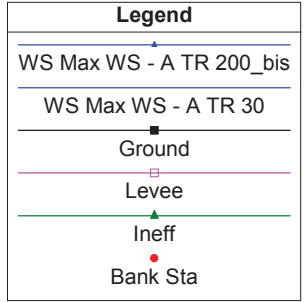 Legend
WS Max WS - A TR 200_bis
WS Max WS - A TR 30
Ground
Levee
Ineff
Bank Sta